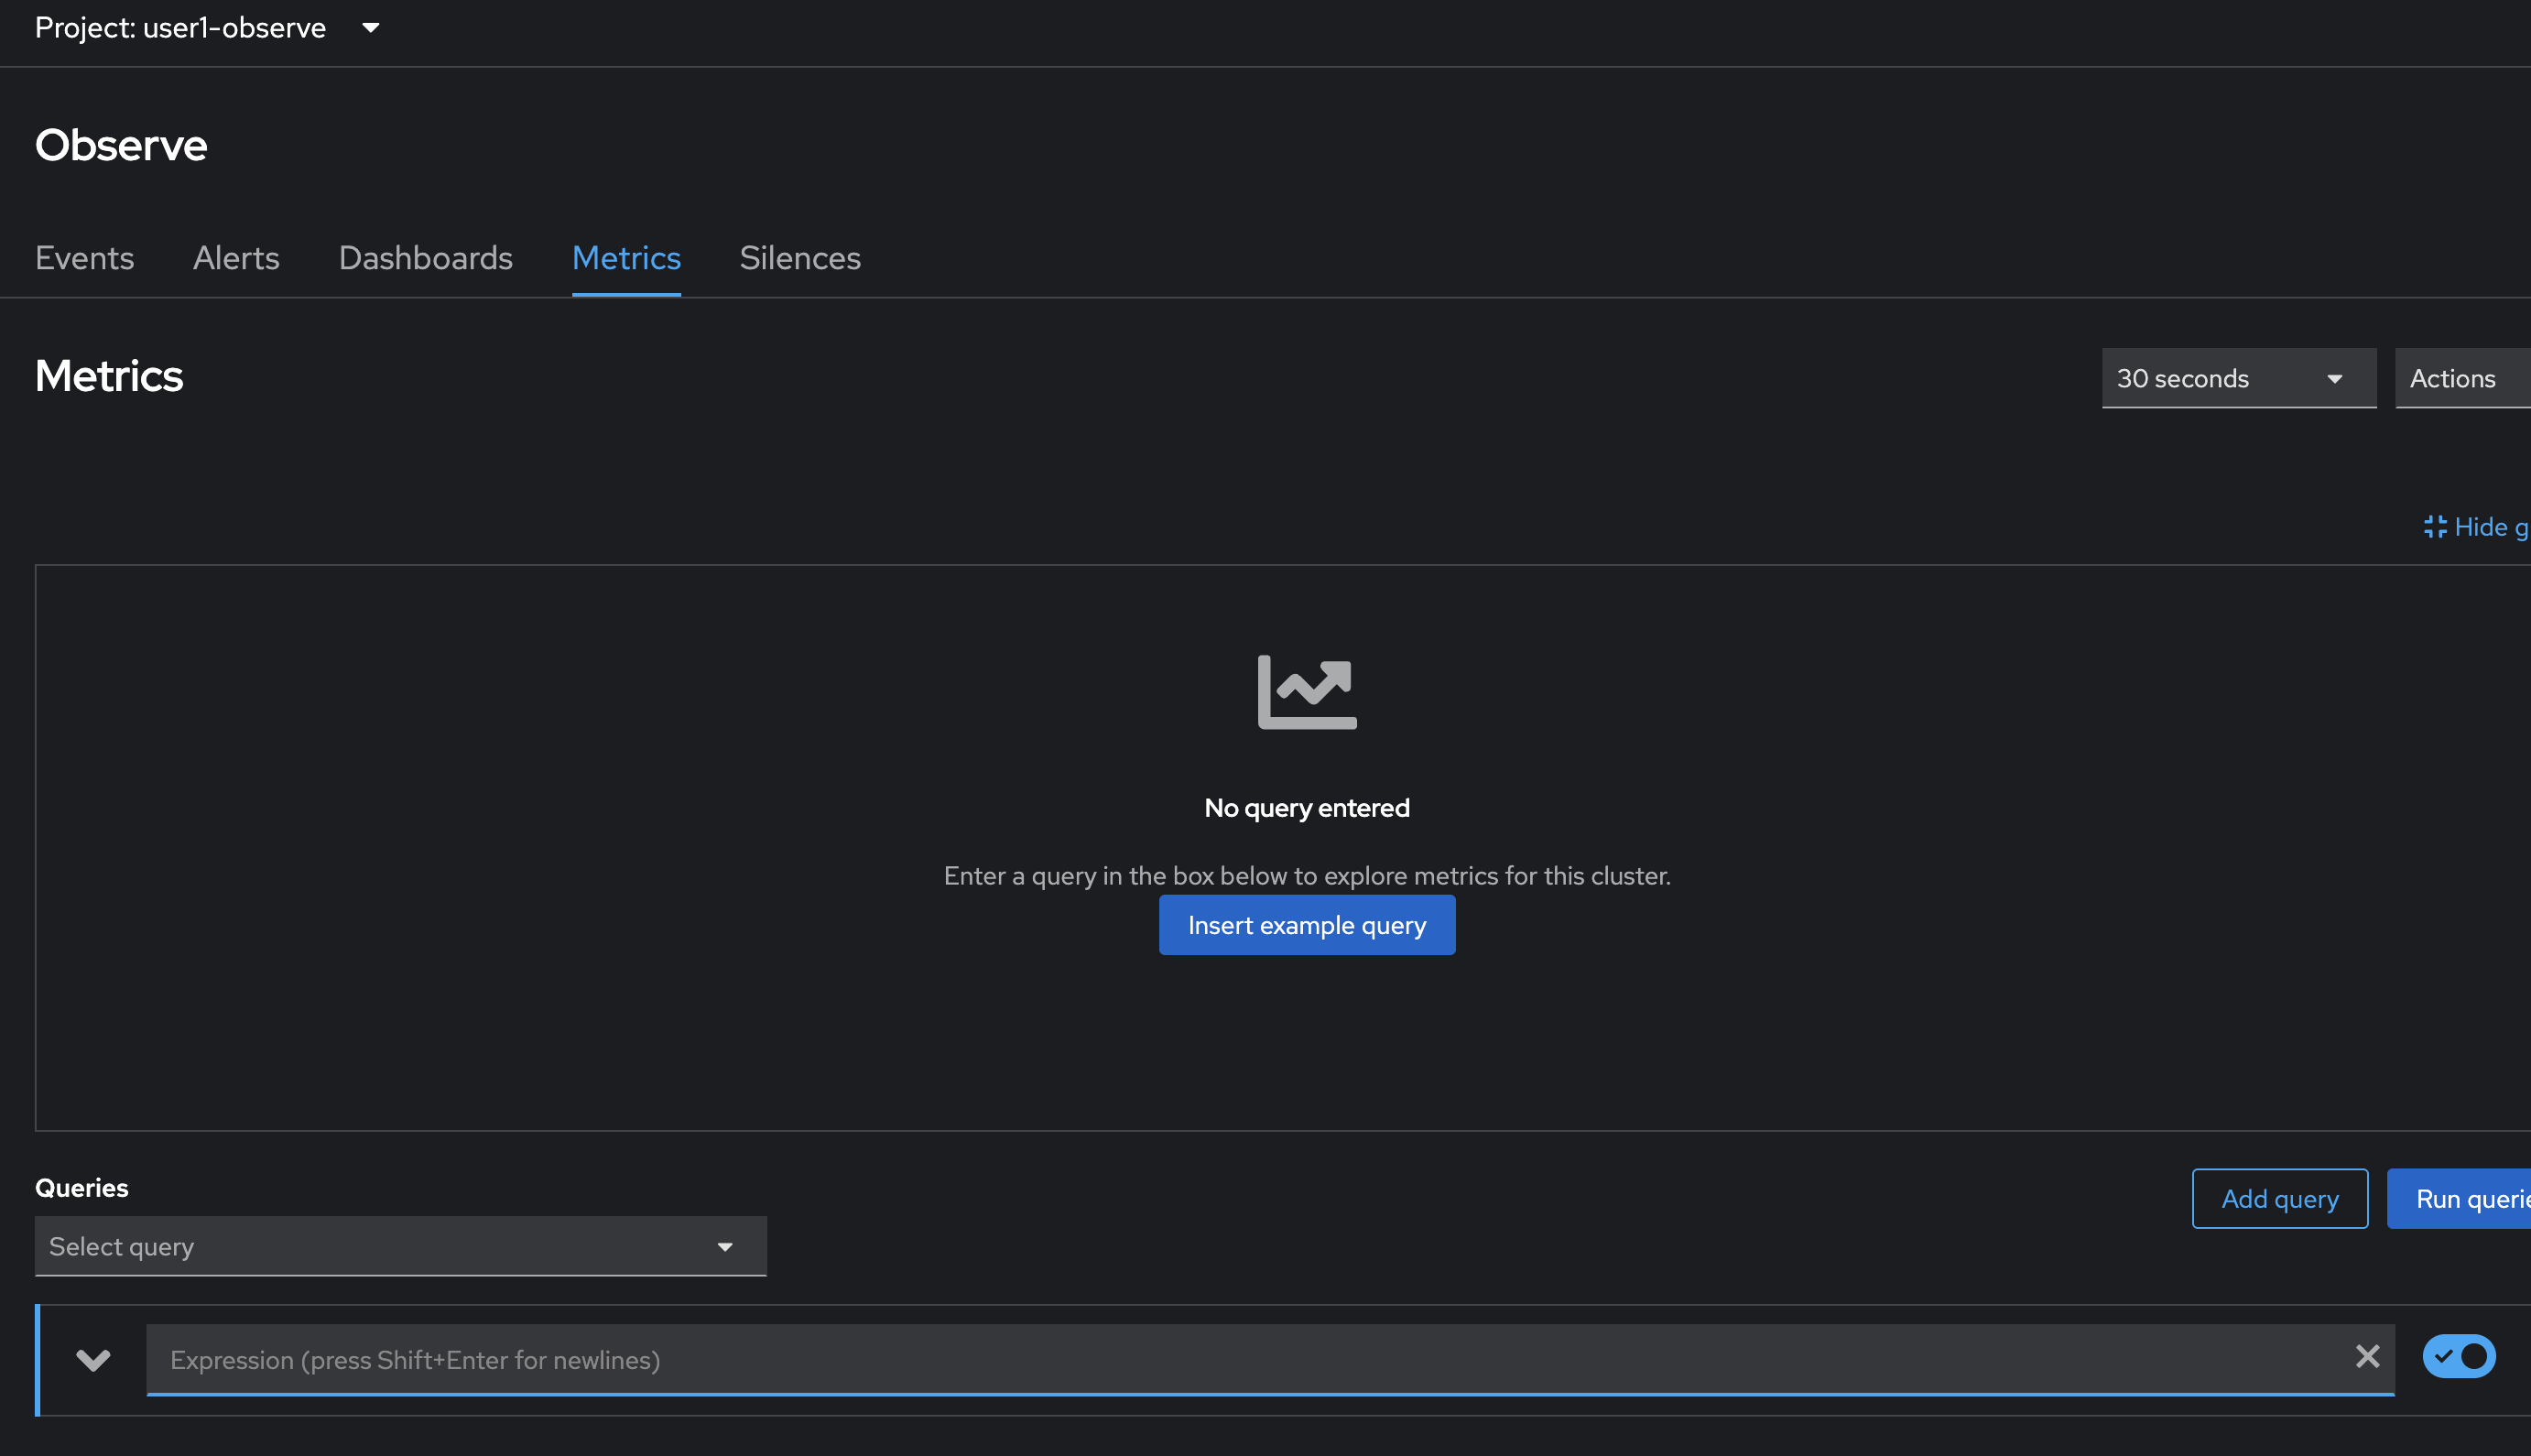 Project: user1-observe
Observe
Events Alerts Dashboards Metrics Silences
Metrics
30 seconds
Actions
Hide g
No query entered
Enter a query in the box below to explore metrics for this cluster.
Insert example query
Queries
Add query
Run querie
Select query
Expression (press Shift+Enter for newlines)